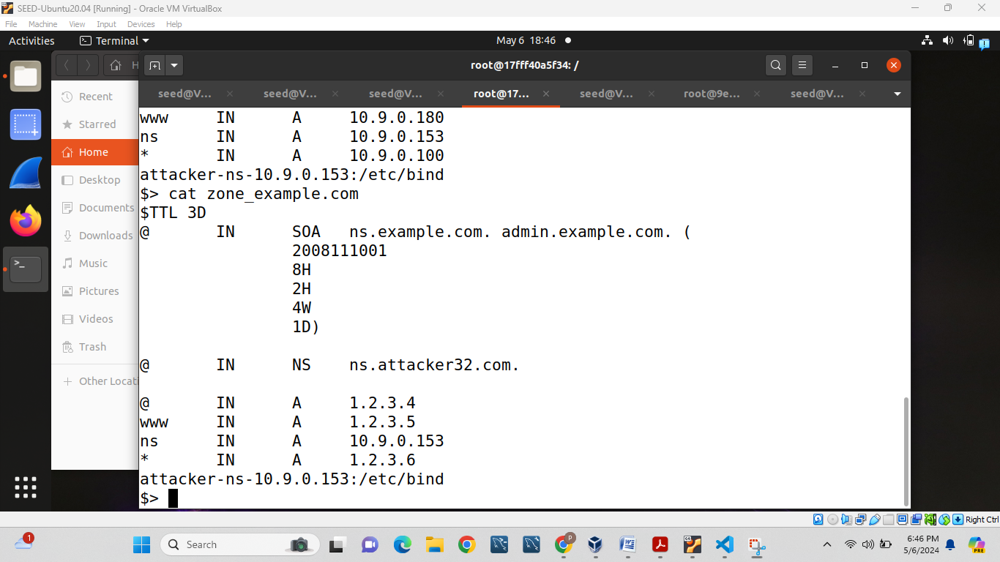 SEED-Ubuntu20.04 [Running] - Oracle VM VirtualBox
File Machine View Input Devices Help
Activities Terminal May 6 18:46
root@17fff40a5f34: /
seed@V... seed@V... seed@V... root@17... seed@V... root@9e... seed@V...
Recent
Starred
Home
Desktop
Documents
Downloads
Music
Pictures
Videos
Trash
+ Other Locati
www IN A 10.9.0.180
ns IN A 10.9.0.153
* IN A 10.9.0.100
attacker-ns-10.9.0.153:/etc/bind
$> cat zone_example.com
$TTL 3D
@ IN SOA ns.example.com. admin.example.com. (
2008111001
8H
2H
4W
1D)
@ IN NS ns.attacker32.com.
@ IN A 1.2.3.4
www IN A 1.2.3.5
ns IN A 10.9.0.153
* IN A 1.2.3.6
attacker-ns-10.9.0.153:/etc/bind
$>
Right Ctrl
1
Search
P
PRE
6:46 PM
5/6/2024